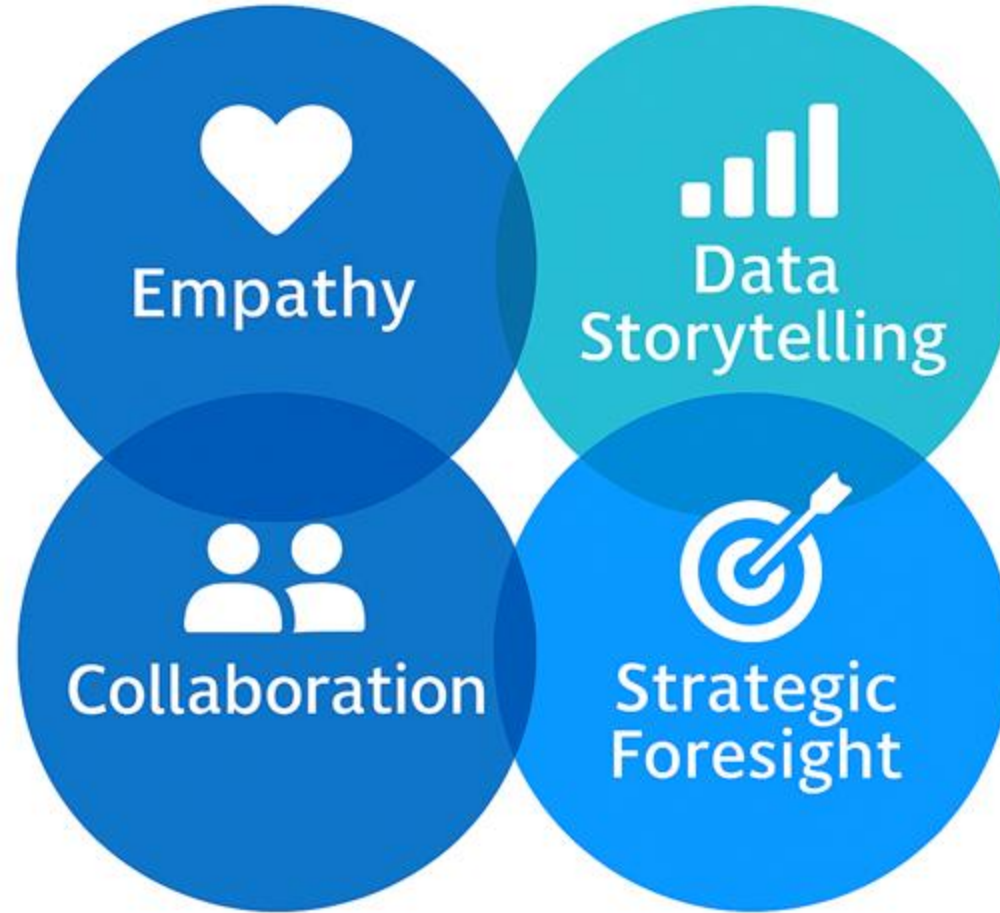 Empathy
Data
Storytelling
Collaboration
Strategic
Foresight